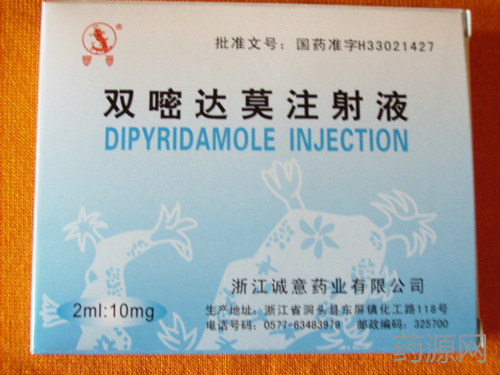 批准文号：国药准字H33021427
双嘧达莫注射液
DIPYRIDAMOLE INJECTION
浙江诚意药业有限公司
2ml:10mg
生产地址：浙江省洞头县东屏镇化工路118号
电话号码：0577-63483979 邮政编码：325700
药源网